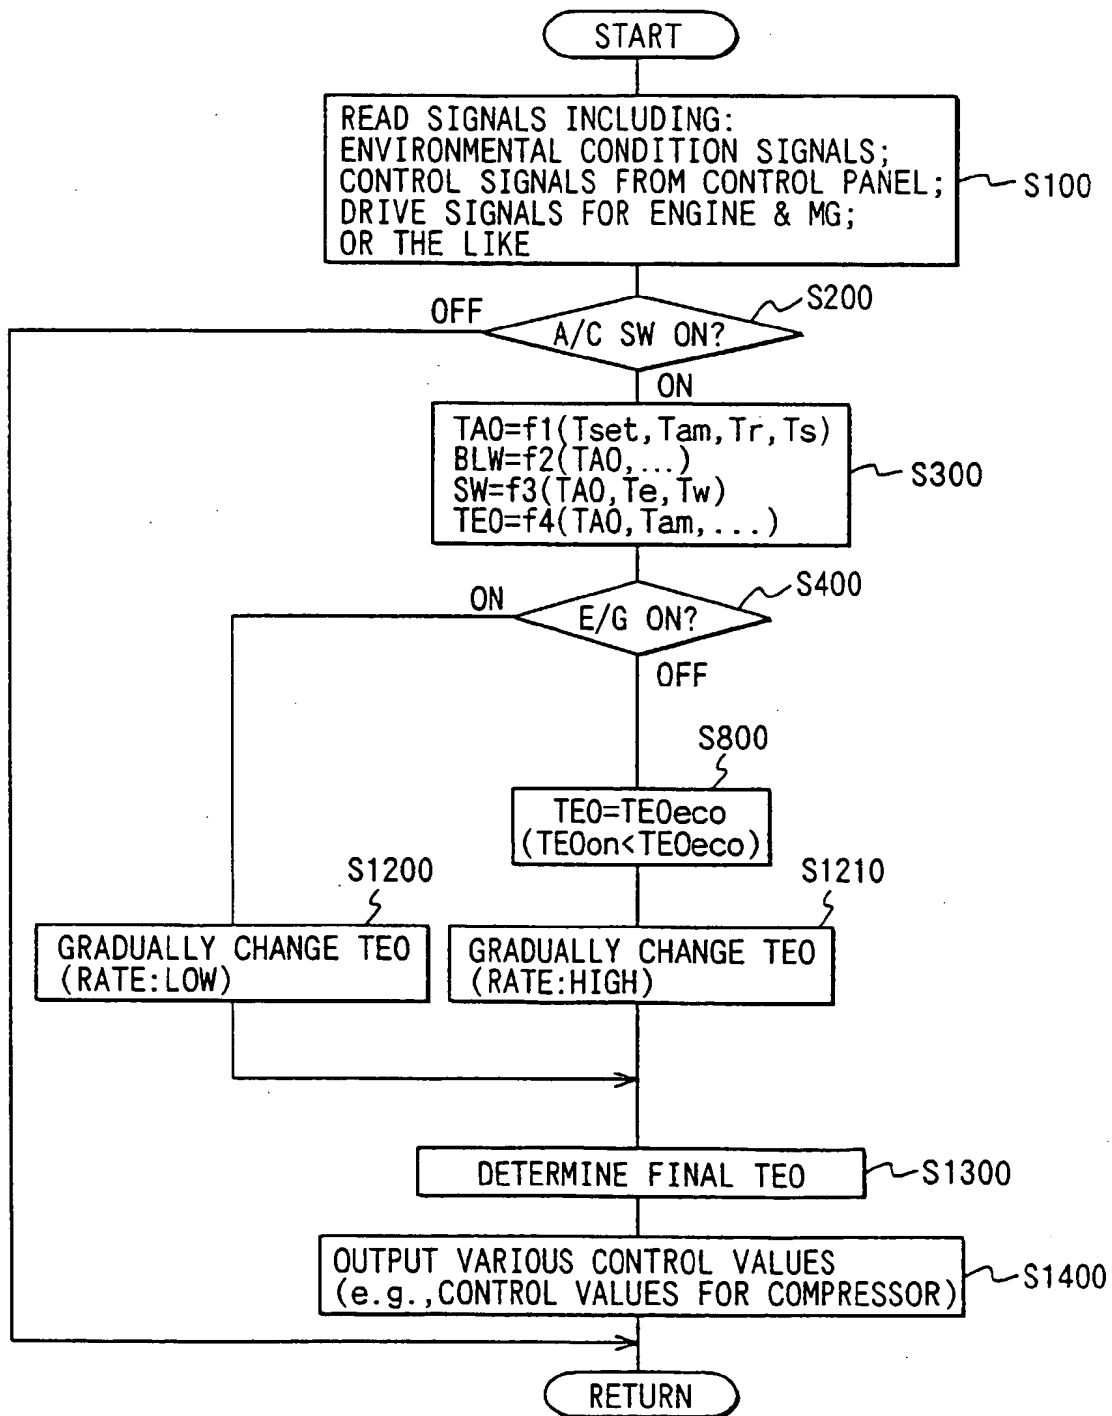 START
READ SIGNALS INCLUDING:
ENVIRONMENTAL CONDITION SIGNALS;
CONTROL SIGNALS FROM CONTROL PANEL;
DRIVE SIGNALS FOR ENGINE & MG;
OR THE LIKE
S100
OFF
S200
A/C SW ON?
ON
TAO=f1(Tset,Tam,Tr,Ts)
BLW=f2(TAO,...)
SW=f3(TAO,Te,Tw)
TEO=f4(TAO,Tam,...)
S300
ON
S400
E/G ON?
OFF
S800
TEO=TEOeco
(TEOon<TEOeco)
S1200
GRADUALLY CHANGE TEO
(RATE:LOW)
S1210
GRADUALLY CHANGE TEO
(RATE:HIGH)
DETERMINE FINAL TEO
S1300
OUTPUT VARIOUS CONTROL VALUES
(e.g.,CONTROL VALUES FOR COMPRESSOR)
S1400
RETURN